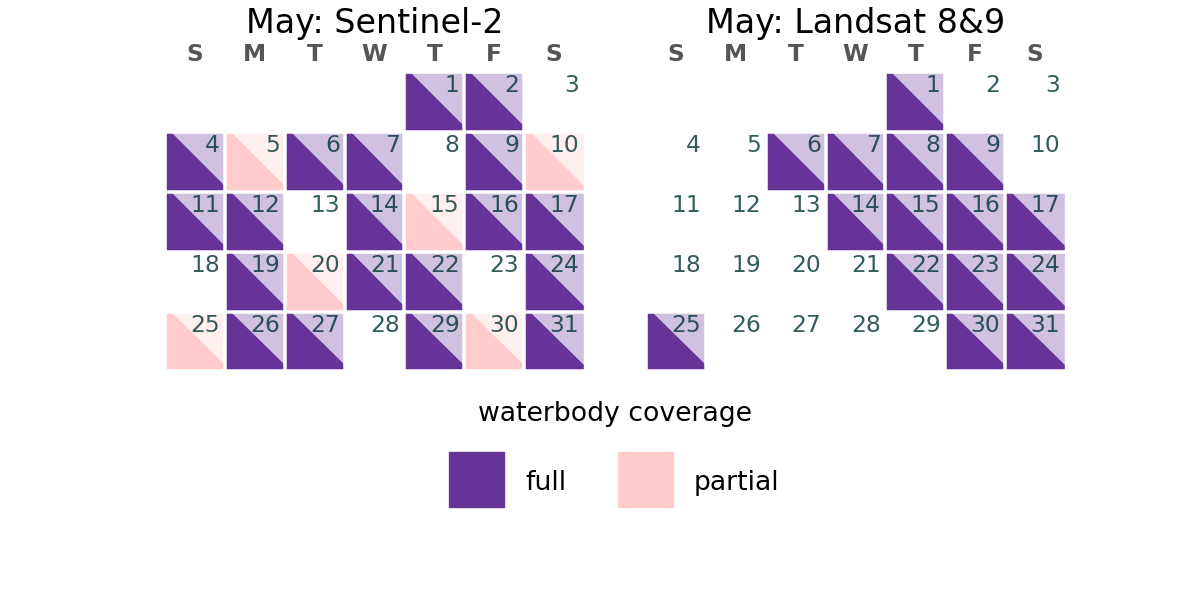 May: Sentinel-2
S M T W T F S
1 2 3
4 5 6 7 8 9 10
11 12 13 14 15 16 17
18 19 20 21 22 23 24
25 26 27 28 29 30 31
May: Landsat 8&9
S M T W T F S
1 2 3
4 5 6 7 8 9 10
11 12 13 14 15 16 17
18 19 20 21 22 23 24
25 26 27 28 29 30 31
waterbody coverage
full
partial